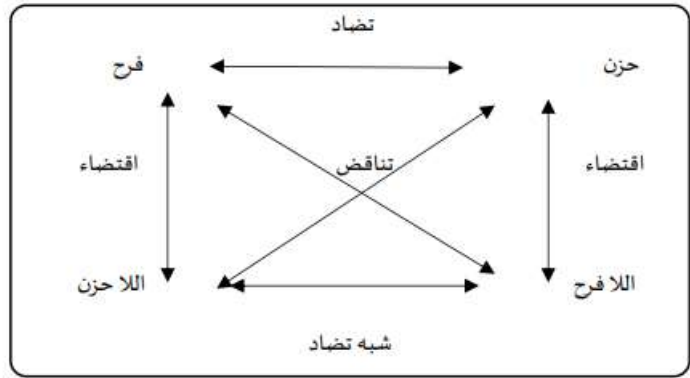 تضاد
حزن
فرح
اقتضاء
تناقض
اقتضاء
اللا فرح
اللا حزن
شبه تضاد